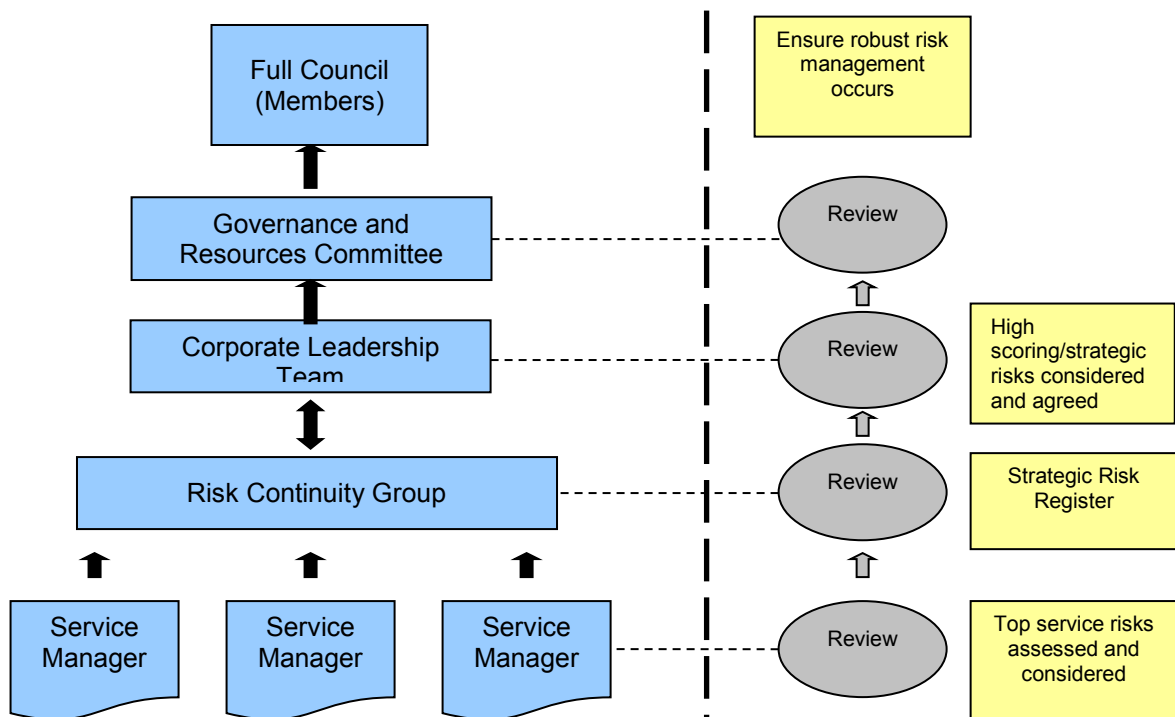 Full Council
(Members)
Ensure robust risk
management
occurs
Governance and
Resources Committee
Review
Corporate Leadership
Team
Review
High
scoring/strategic
risks considered
and agreed
Risk Continuity Group
Review
Strategic Risk
Register
Service
Manager
Service
Manager
Service
Manager
Review
Top service risks
assessed and
considered